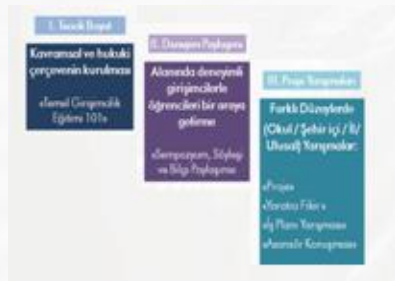 I. Teorik Boyut
Kavramsal ve hukuki
çerçevenin kurulması
«Temel Girişimcilik
Eğitimi 101»
II. Deneyim Paylaşımı
Alanında deneyimli
girişimcilerle
öğrencileri bir araya
getirme
«Sempozyum, Söyleşi
ve Bilgi Paylaşımı»
III. Proje Yarışmaları
Farklı Düzeylerde
(Okul / Şehir içi / İl/
Ulusal) Yarışmalar:
«Proje»
«Yaratıcı Fikir»
«İş Planı Yarışması»
«Asansör Konuşması»